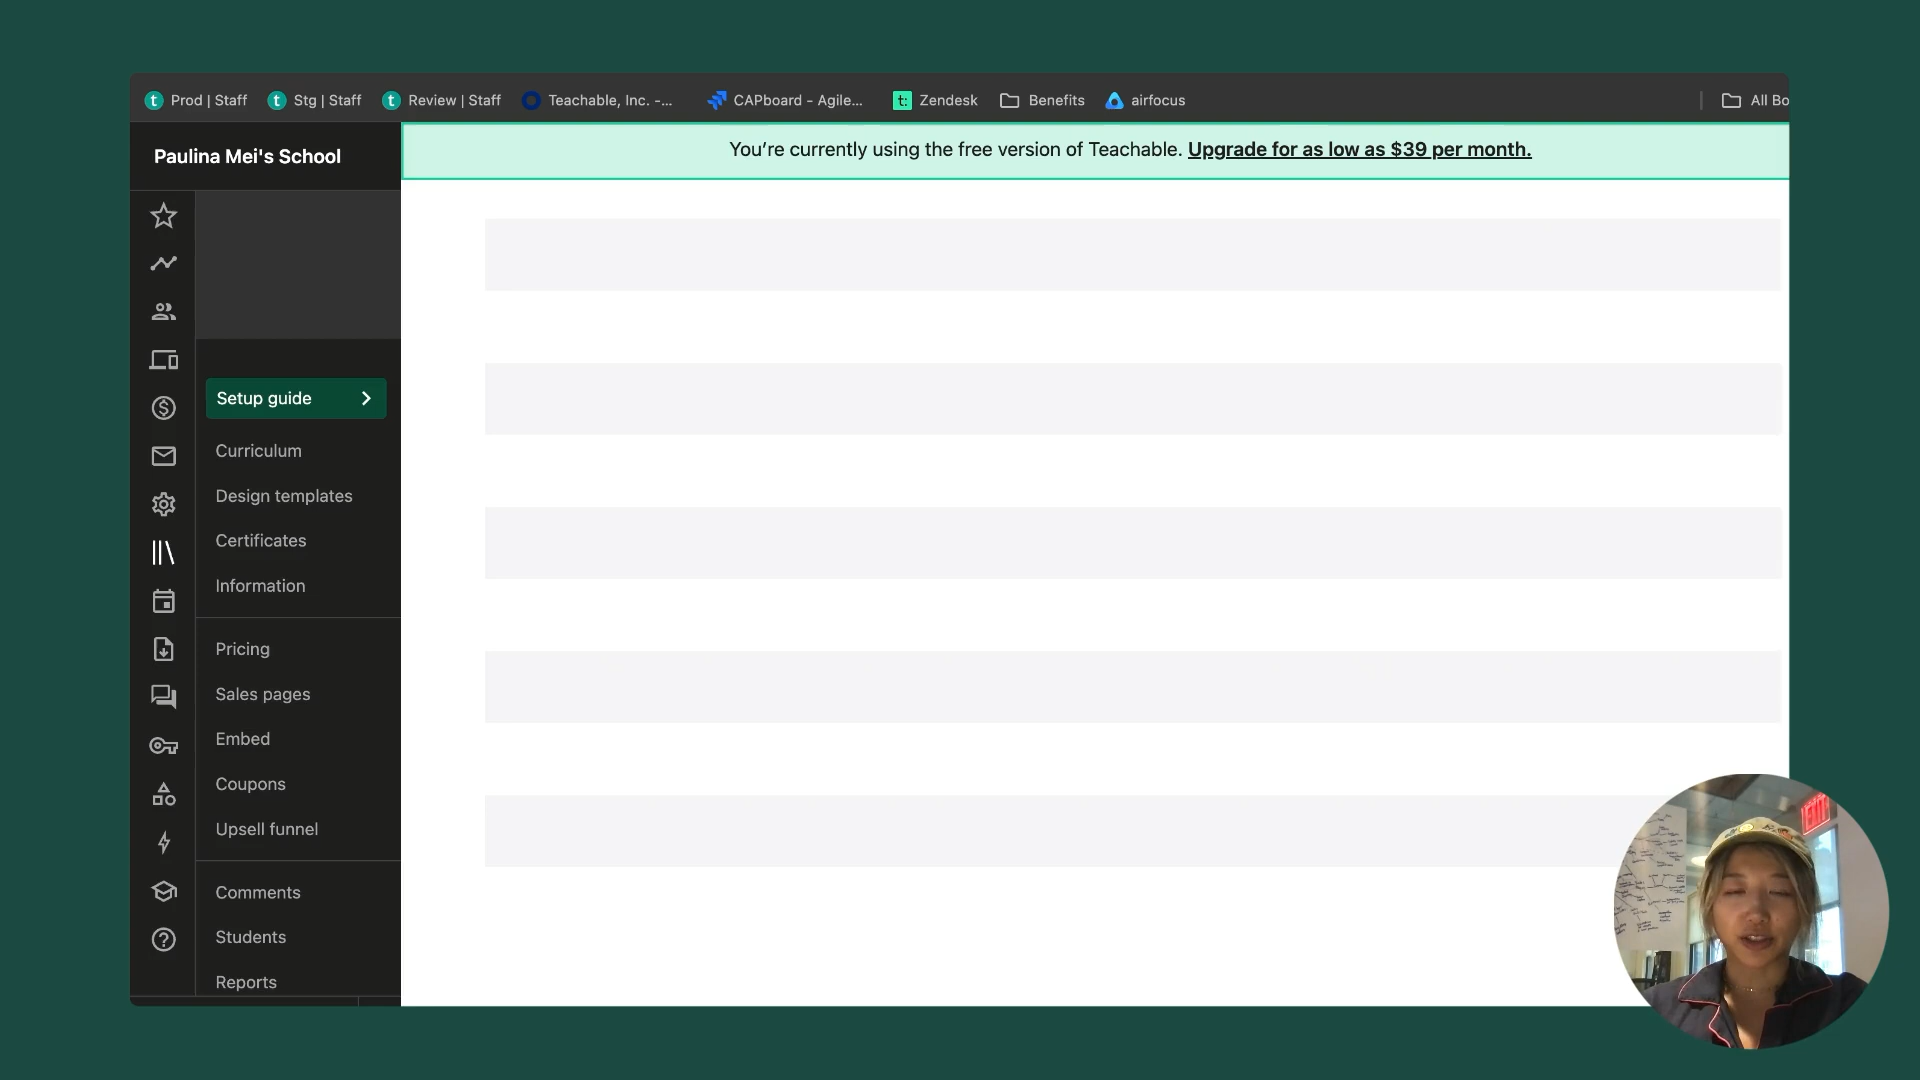 Prod | Staff
Stg | Staff
Review | Staff
Teachable, Inc. -...
CAPboard - Agile...
t: Zendesk
Benefits
airfocus
All Bo
Paulina Mei's School
You’re currently using the free version of Teachable. Upgrade for as low as $39 per month.
Setup guide
Curriculum
Design templates
Certificates
Information
Pricing
Sales pages
Embed
Coupons
Upsell funnel
Comments
Students
Reports
EXIT